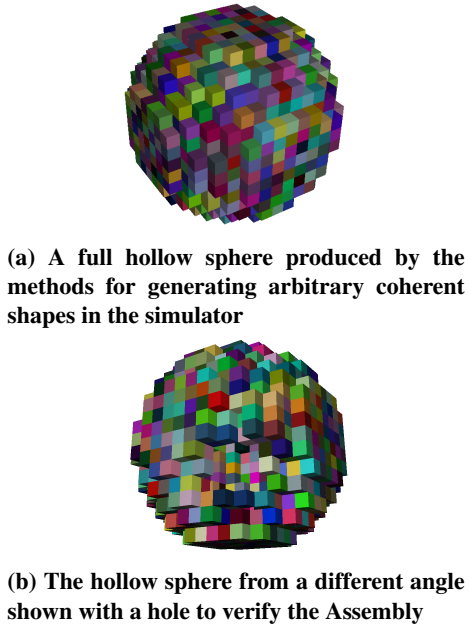 (a) A full hollow sphere produced by the
methods for generating arbitrary coherent
shapes in the simulator
(b) The hollow sphere from a different angle
shown with a hole to verify the Assembly